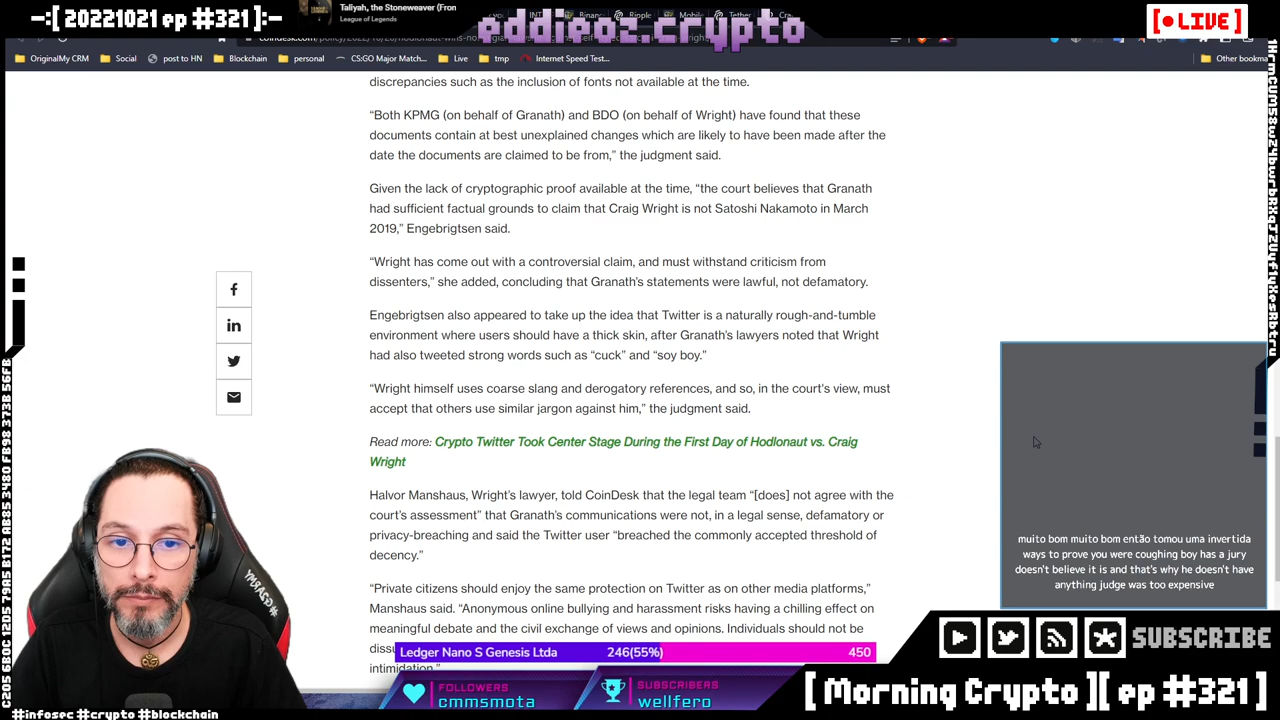 -:[ 20221021 ep #321]:-
Taliyah, the Stoneweaver (Fron
League of Legends
eddieoz crypto
[ ● LIVE ]
OriginalMy CRM
Social
post to HN
Blockchain
personal
CS:GO Major Match...
Live
tmp
Internet Speed Test...
Other bookma
discrepancies such as the inclusion of fonts not available at the time.
“Both KPMG (on behalf of Granath) and BDO (on behalf of Wright) have found that these
documents contain at best unexplained changes which are likely to have been made after the
date the documents are claimed to be from,” the judgment said.
Given the lack of cryptographic proof available at the time, “the court believes that Granath
had sufficient factual grounds to claim that Craig Wright is not Satoshi Nakamoto in March
2019,” Engebrigtsen said.
“Wright has come out with a controversial claim, and must withstand criticism from
dissenters,” she added, concluding that Granath’s statements were lawful, not defamatory.
Engebrigtsen also appeared to take up the idea that Twitter is a naturally rough-and-tumble
environment where users should have a thick skin, after Granath’s lawyers noted that Wright
had also tweeted strong words such as “cuck” and “soy boy.”
“Wright himself uses coarse slang and derogatory references, and so, in the court’s view, must
accept that others use similar jargon against him,” the judgment said.
Read more: Crypto Twitter Took Center Stage During the First Day of Hodlonaut vs. Craig
Wright
Halvor Manshaus, Wright’s lawyer, told CoinDesk that the legal team “[does] not agree with the
court’s assessment” that Granath’s communications were not, in a legal sense, defamatory or
privacy-breaching and said the Twitter user “breached the commonly accepted threshold of
decency.”
“Private citizens should enjoy the same protection on Twitter as on other media platforms,”
Manshaus said. “Anonymous online bullying and harassment risks having a chilling effect on
meaningful debate and the civil exchange of views and opinions. Individuals should not be
intimidation.”
muito bom muito bom então tomou uma invertida
ways to prove you were coughing boy has a jury
doesn't believe it is and that's why he doesn't have
anything judge was too expensive
Ledger Nano S Genesis Ltda 246(55%) 450
FOLLOWERS
cmmsmota
SUBSCRIBERS
wellfero
SUBSCRIBE
[ Morning Crypto ][ ep #321 ]
#infosec #crypto #blockchain